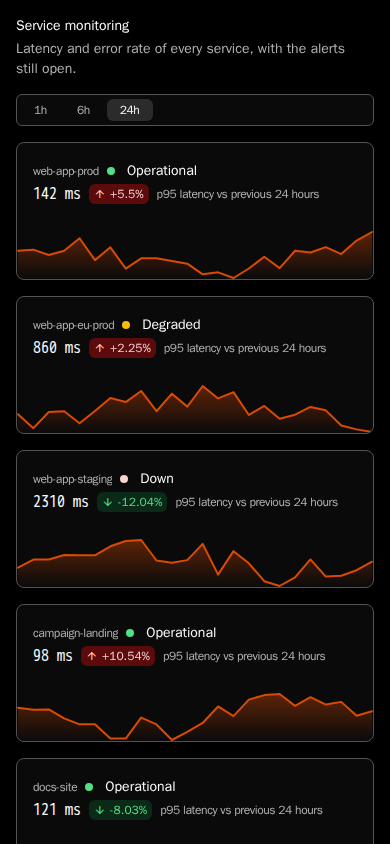 Service monitoring
Latency and error rate of every service, with the alerts
still open.
1h 6h 24h
web-app-prod Operational
142 ms ↑ +5.5% p95 latency vs previous 24 hours
web-app-eu-prod Degraded
860 ms ↑ +2.25% p95 latency vs previous 24 hours
web-app-staging Down
2310 ms ↓ -12.04% p95 latency vs previous 24 hours
campaign-landing Operational
98 ms ↑ +10.54% p95 latency vs previous 24 hours
docs-site Operational
121 ms ↓ -8.03% p95 latency vs previous 24 hours